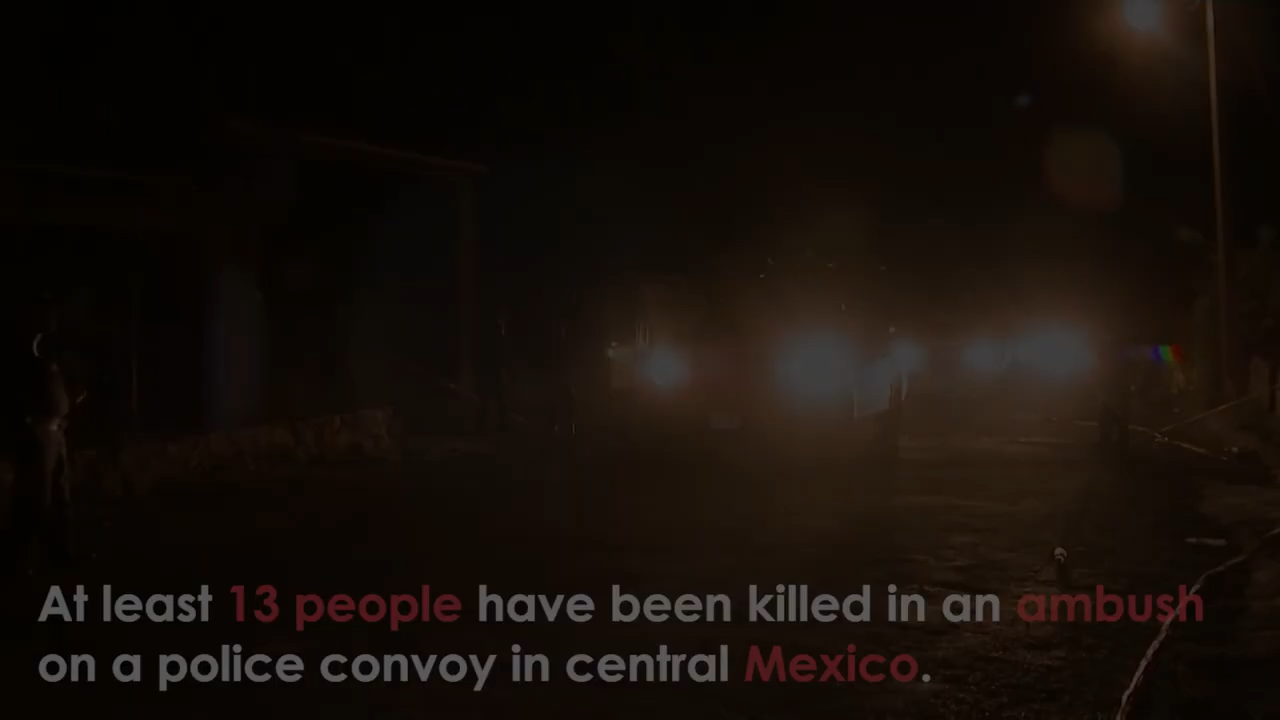 At least 13 people have been killed in an ambush
on a police convoy in central Mexico.